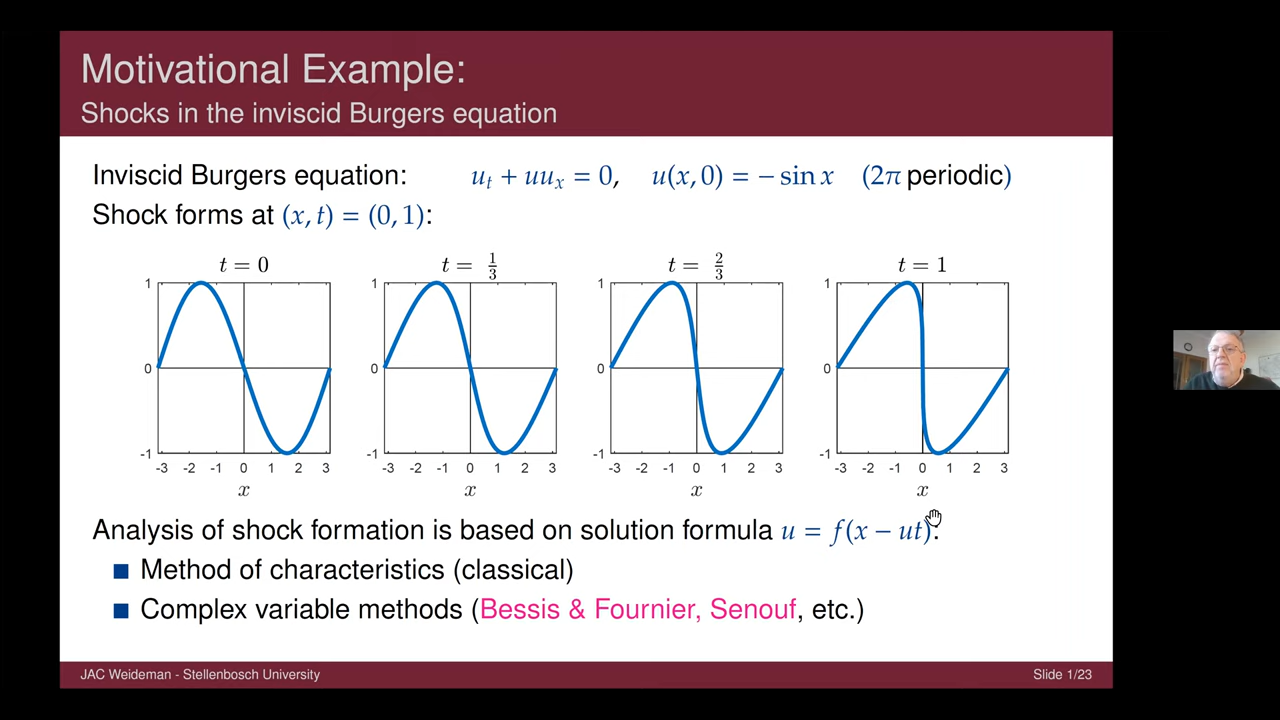 Motivational Example:
Shocks in the inviscid Burgers equation
Inviscid Burgers equation: u_t + uu_x = 0, u(x, 0) = − sin x (2π periodic)
Shock forms at (x, t) = (0, 1):
t = 0 t = 1/3 t = 2/3 t = 1
1 1 1 1
0 0 0 0
-1 -1 -1 -1
-3 -2 -1 0 1 2 3 -3 -2 -1 0 1 2 3 -3 -2 -1 0 1 2 3 -3 -2 -1 0 1 2 3
x x x x
Analysis of shock formation is based on solution formula u = f(x − ut).
Method of characteristics (classical)
Complex variable methods (Bessis & Fournier, Senouf, etc.)
JAC Weideman - Stellenbosch University Slide 1/23